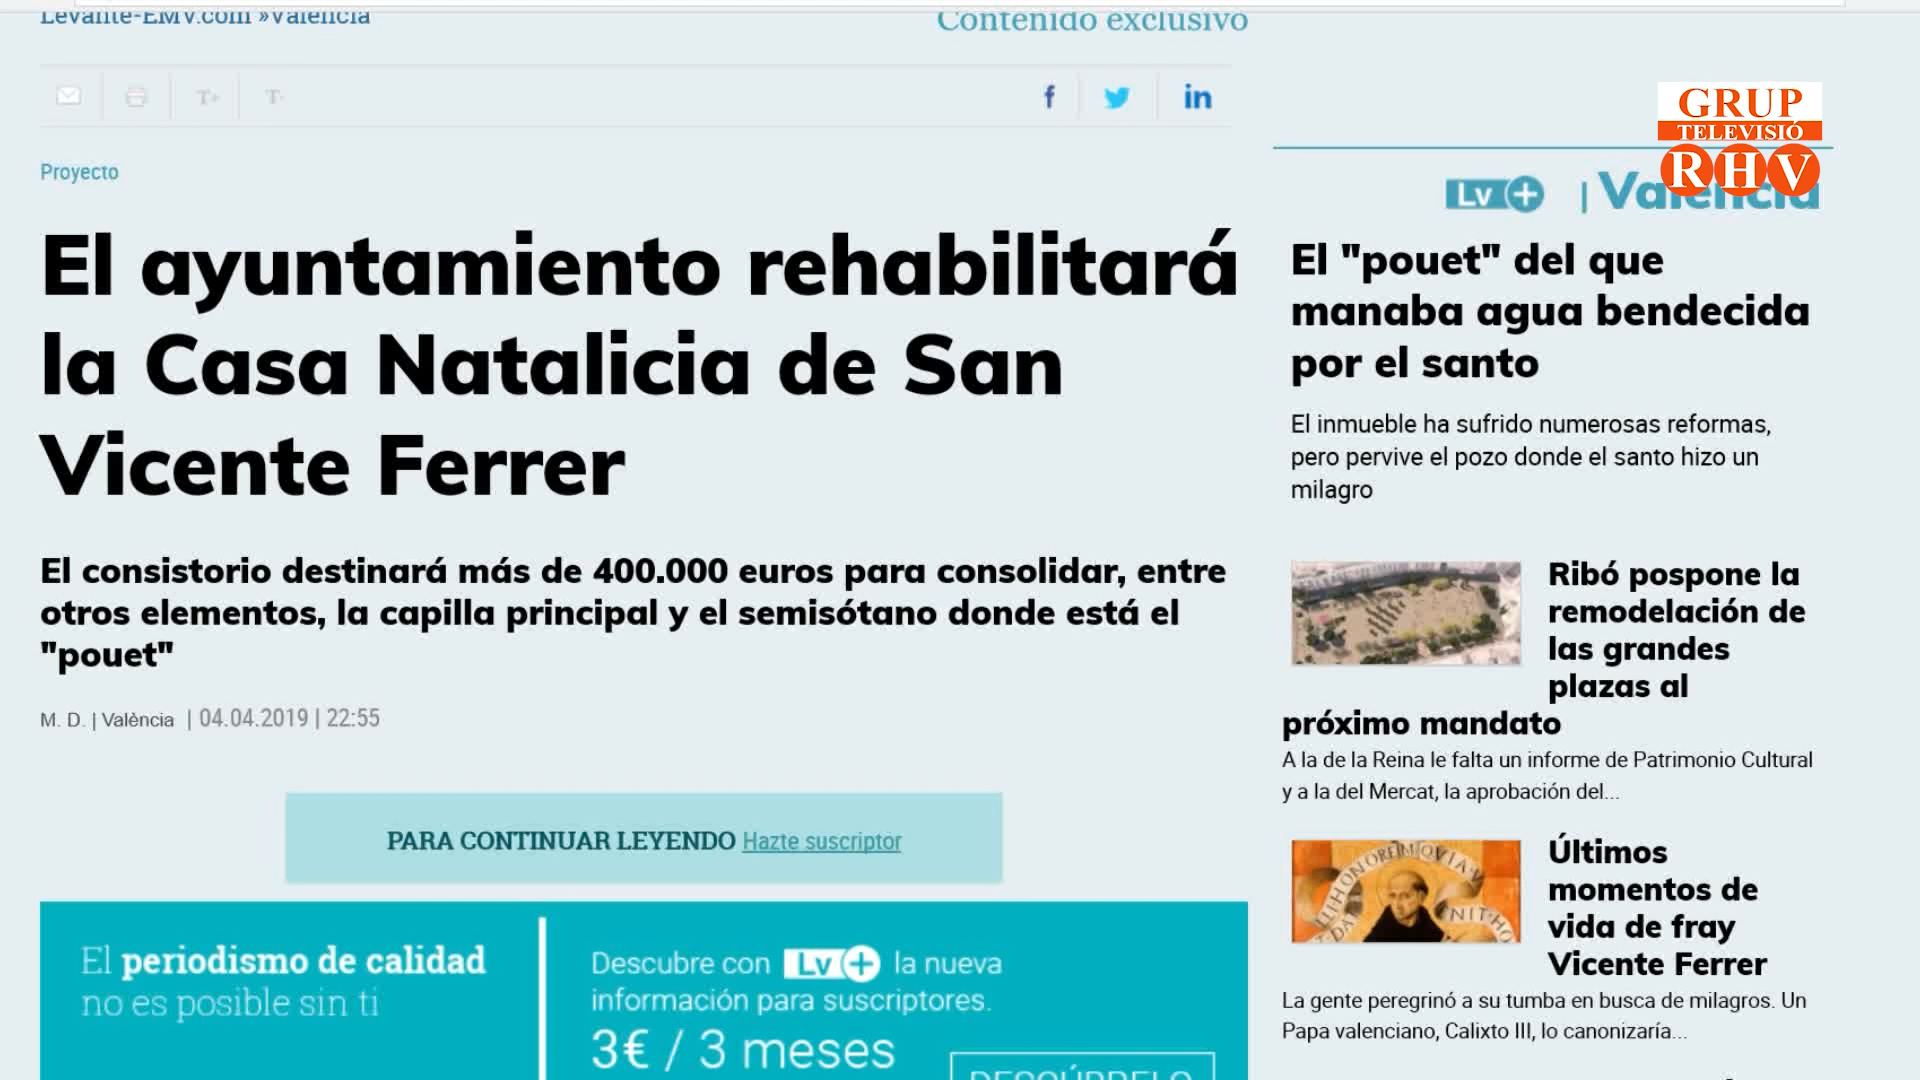 Levante-EMV.com »Valencia
Contenido exclusivo
T+
T-
f
in
Proyecto
El ayuntamiento rehabilitará
la Casa Natalicia de San
Vicente Ferrer
El consistorio destinará más de 400.000 euros para consolidar, entre
otros elementos, la capilla principal y el semisótano donde está el
"pouet"
M. D. | València | 04.04.2019 | 22:55
PARA CONTINUAR LEYENDO Hazte suscriptor
El periodismo de calidad
no es posible sin ti
Descubre con Lv+ la nueva
información para suscriptores.
3€ / 3 meses
DESCÚBRELO
GRUP
TELEVISIÓ
RHV
Lv+ | Valencia
El "pouet" del que
manaba agua bendecida
por el santo
El inmueble ha sufrido numerosas reformas,
pero pervive el pozo donde el santo hizo un
milagro
Ribó pospone la
remodelación de
las grandes
plazas al
próximo mandato
A la de la Reina le falta un informe de Patrimonio Cultural
y a la del Mercat, la aprobación del...
Últimos
momentos de
vida de fray
Vicente Ferrer
La gente peregrinó a su tumba en busca de milagros. Un
Papa valenciano, Calixto III, lo canonizaría...